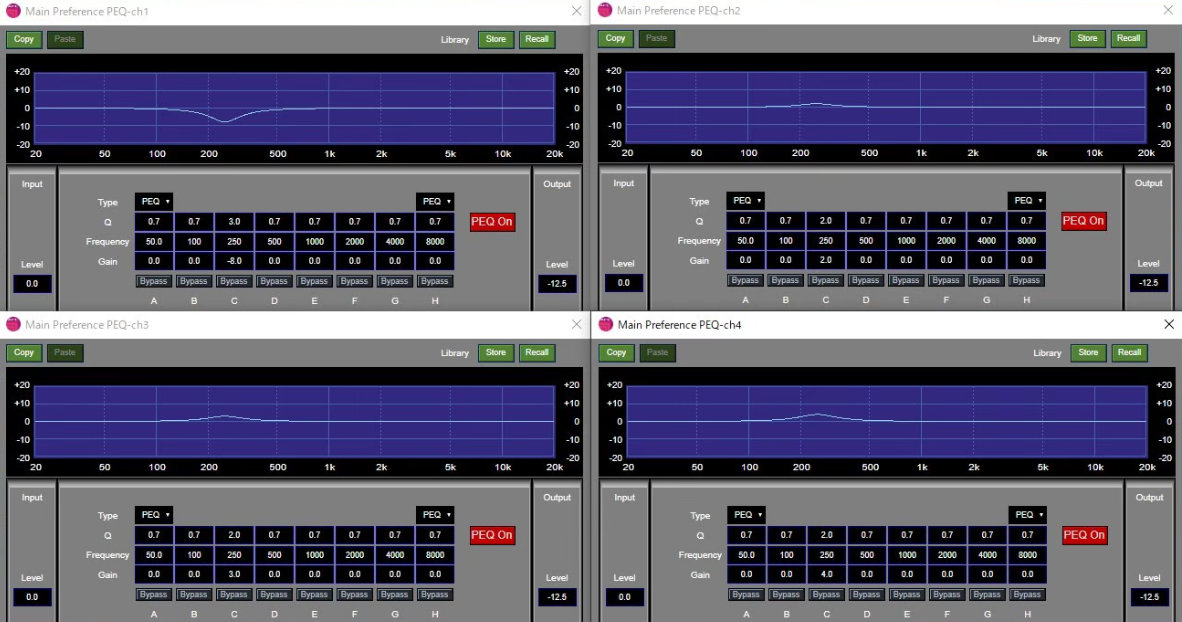 Main Preference PEQ-ch1
Copy Paste Library Store Recall
+20 +20
+10 +10
0 0
-10 -10
-20 -20
20 50 100 200 500 1k 2k 5k 10k 20k
Input Output
Type PEQ PEQ
Q 0.7 0.7 3.0 0.7 0.7 0.7 0.7 0.7 PEQ On
Frequency 50.0 100 250 500 1000 2000 4000 8000
Gain 0.0 0.0 -8.0 0.0 0.0 0.0 0.0 0.0
Level Level
0.0 Bypass Bypass Bypass Bypass Bypass Bypass Bypass Bypass -12.5
A B C D E F G H
Main Preference PEQ-ch2
Copy Paste Library Store Recall
+20 +20
+10 +10
0 0
-10 -10
-20 -20
20 50 100 200 500 1k 2k 5k 10k 20k
Input Output
Type PEQ PEQ
Q 0.7 0.7 2.0 0.7 0.7 0.7 0.7 0.7 PEQ On
Frequency 50.0 100 250 500 1000 2000 4000 8000
Gain 0.0 0.0 2.0 0.0 0.0 0.0 0.0 0.0
Level Level
0.0 Bypass Bypass Bypass Bypass Bypass Bypass Bypass Bypass -12.5
A B C D E F G H
Main Preference PEQ-ch3
Copy Paste Library Store Recall
+20 +20
+10 +10
0 0
-10 -10
-20 -20
20 50 100 200 500 1k 2k 5k 10k 20k
Input Output
Type PEQ PEQ
Q 0.7 0.7 2.0 0.7 0.7 0.7 0.7 0.7 PEQ On
Frequency 50.0 100 250 500 1000 2000 4000 8000
Gain 0.0 0.0 3.0 0.0 0.0 0.0 0.0 0.0
Level Level
0.0 Bypass Bypass Bypass Bypass Bypass Bypass Bypass Bypass -12.5
A B C D E F G H
Main Preference PEQ-ch4
Copy Paste Library Store Recall
+20 +20
+10 +10
0 0
-10 -10
-20 -20
20 50 100 200 500 1k 2k 5k 10k 20k
Input Output
Type PEQ PEQ
Q 0.7 0.7 2.0 0.7 0.7 0.7 0.7 0.7 PEQ On
Frequency 50.0 100 250 500 1000 2000 4000 8000
Gain 0.0 0.0 4.0 0.0 0.0 0.0 0.0 0.0
Level Level
0.0 Bypass Bypass Bypass Bypass Bypass Bypass Bypass Bypass -12.5
A B C D E F G H